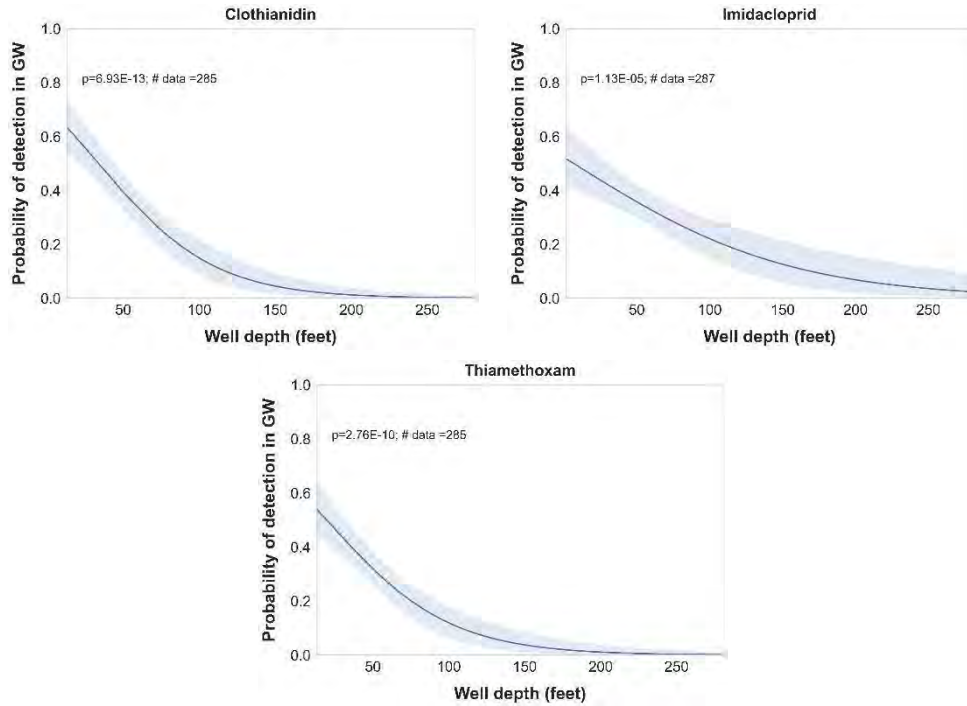 Clothianidin
1.0
0.8
0.6
0.4
0.2
0.0
p=6.93E-13; # data =285
50
100
150
200
250
Well depth (feet)
Probability of detection in GW
Imidacloprid
1.0
0.8
0.6
0.4
0.2
0.0
p=1.13E-05; # data =287
50
100
150
200
250
Well depth (feet)
Probability of detection in GW
Thiamethoxam
1.0
0.8
0.6
0.4
0.2
0.0
p=2.76E-10; # data =285
50
100
150
200
250
Well depth (feet)
Probability of detection in GW